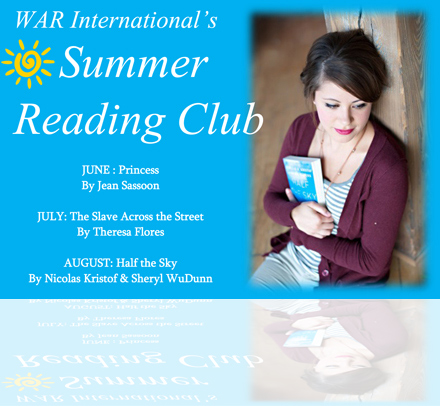 WAR International's
Summer
Reading Club
JUNE : Princess
By Jean Sassoon
JULY: The Slave Across the Street
By Theresa Flores
AUGUST: Half the Sky
By Nicolas Kristof & Sheryl WuDunn